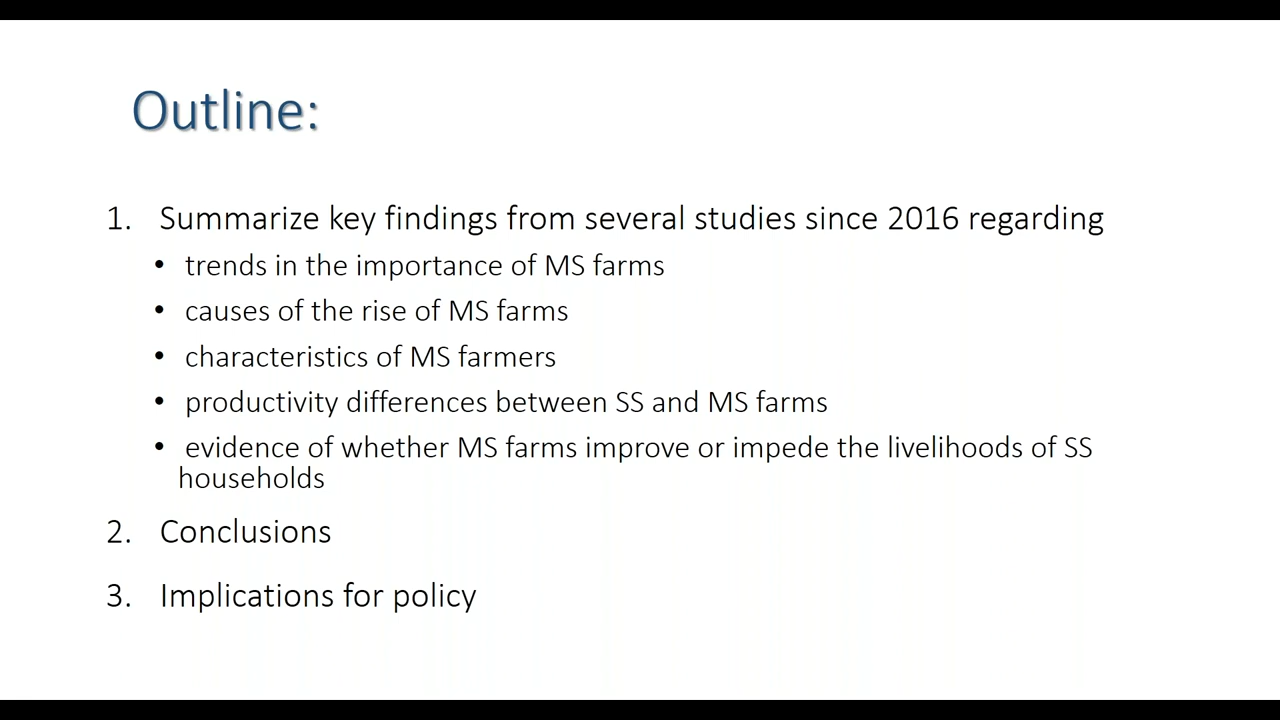 Outline:
1. Summarize key findings from several studies since 2016 regarding
• trends in the importance of MS farms
• causes of the rise of MS farms
• characteristics of MS farmers
• productivity differences between SS and MS farms
• evidence of whether MS farms improve or impede the livelihoods of SS
households
2. Conclusions
3. Implications for policy